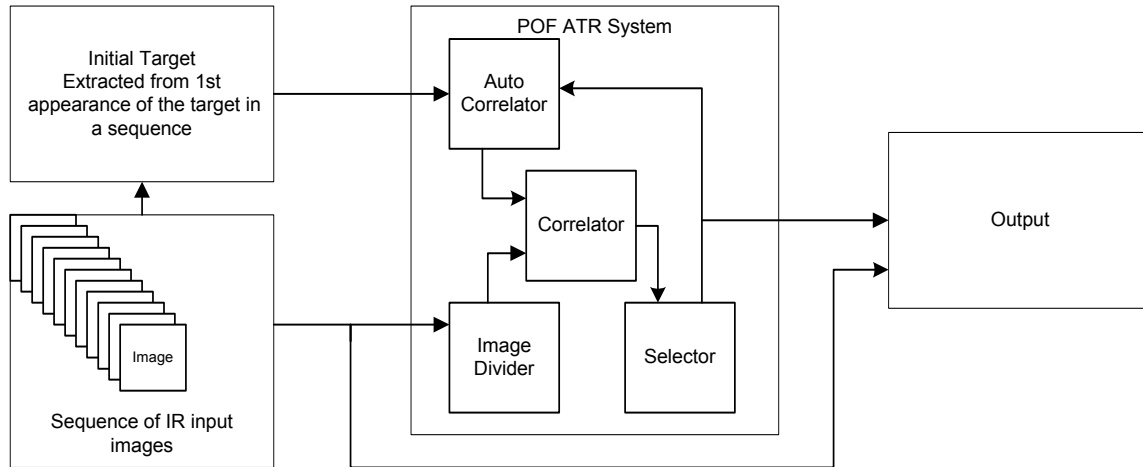 Initial Target
Extracted from 1st
appearance of the target in
a sequence
POF ATR System
Auto
Correlator
Correlator
Output
Image
Divider
Selector
Image
Sequence of IR input
images